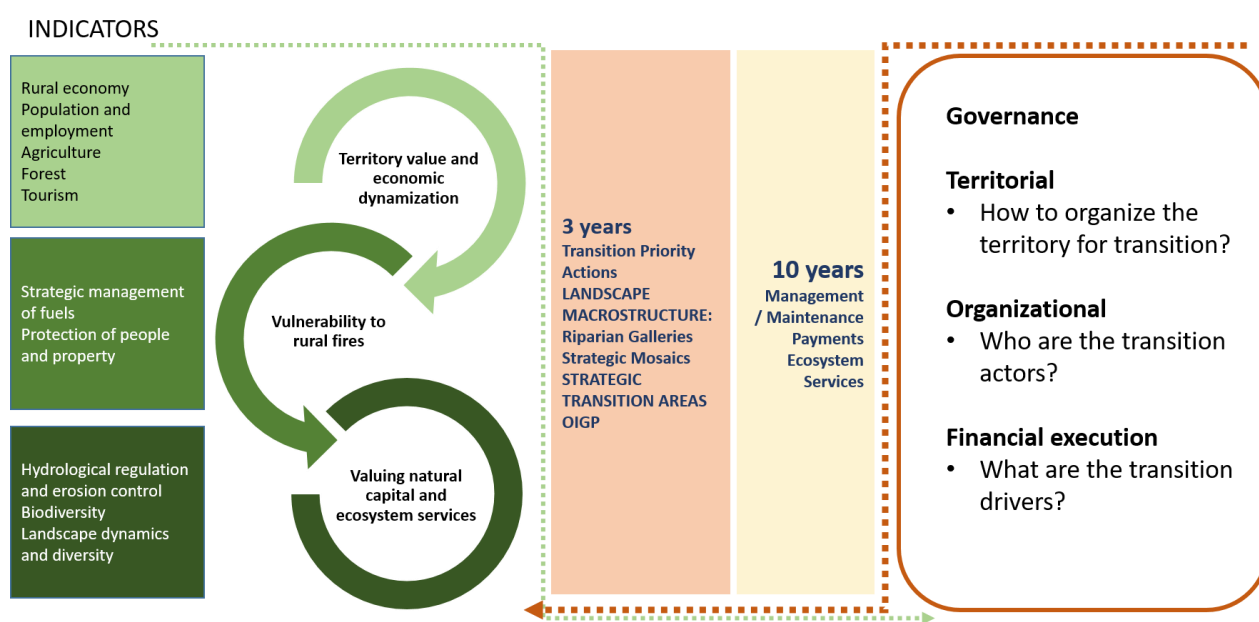 INDICATORS
Rural economy
Population and
employment
Agriculture
Forest
Tourism
Strategic management
of fuels
Protection of people
and property
Hydrological regulation
and erosion control
Biodiversity
Landscape dynamics
and diversity
Territory value and
economic
dynamization
Vulnerability to
rural fires
Valuing natural
capital and
ecosystem services
3 years
Transition Priority
Actions
LANDSCAPE
MACROSTRUCTURE:
Riparian Galleries
Strategic Mosaics
STRATEGIC
TRANSITION AREAS
OIGP
10 years
Management
/ Maintenance
Payments
Ecosystem
Services
Governance
Territorial
• How to organize the
territory for transition?
Organizational
• Who are the transition
actors?
Financial execution
• What are the transition
drivers?